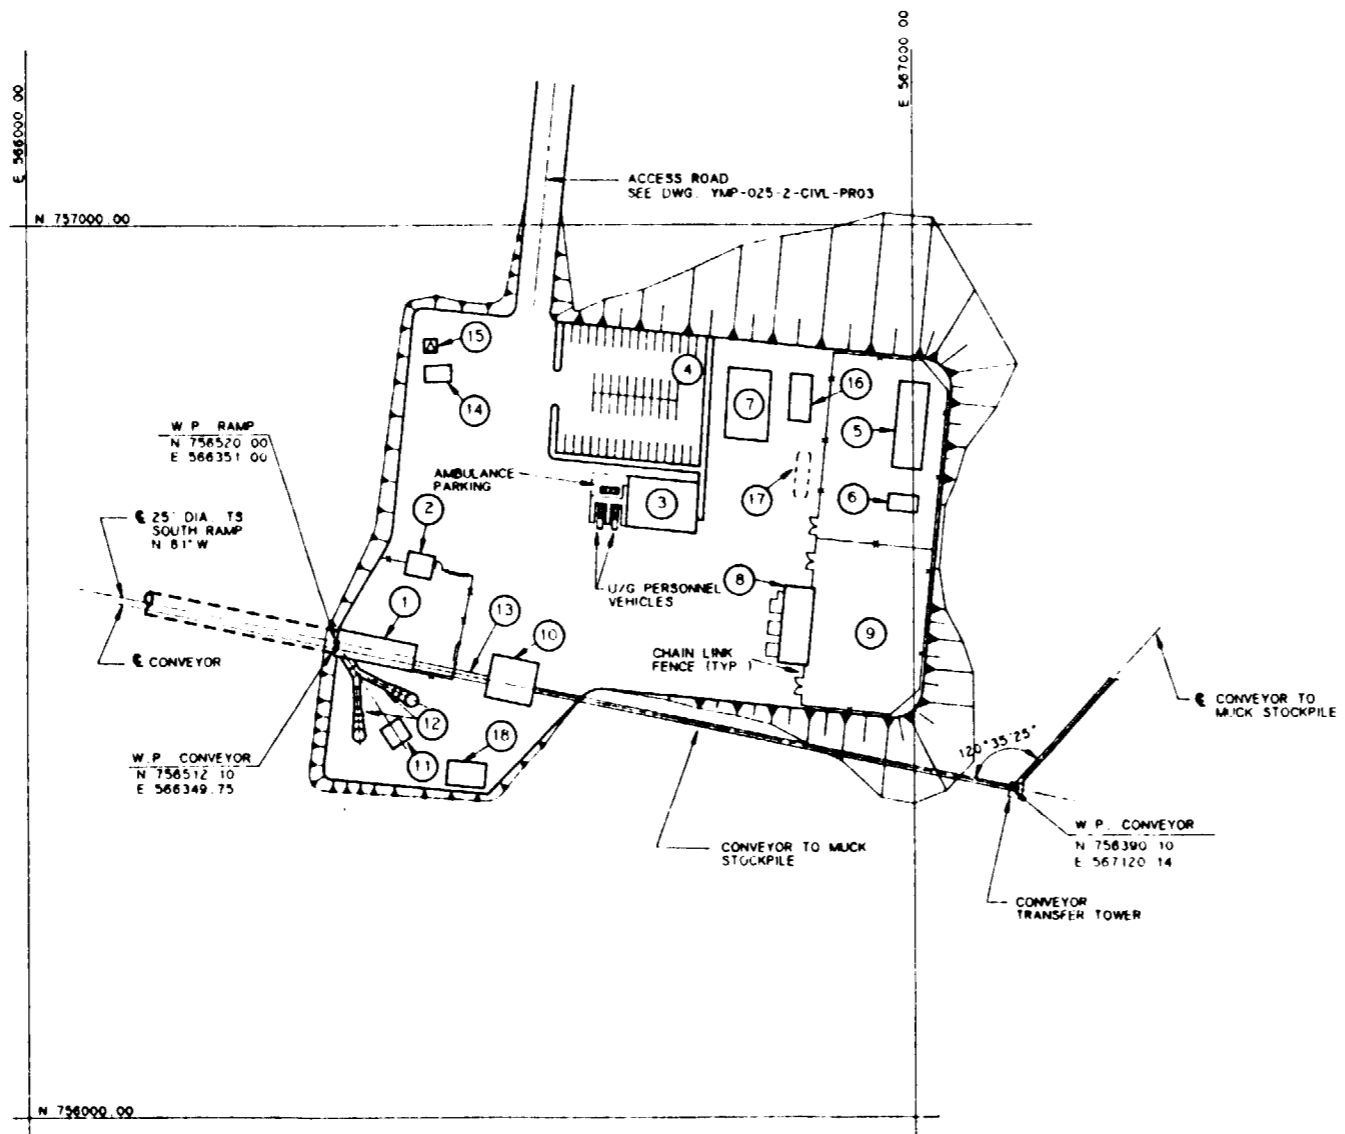 E 566000.00
E 567000.00
N 757000.00
ACCESS ROAD
SEE DWG. YMP-025-2-CIVL-PR03
15
14
4
7
16
5
17
6
3
W.P. RAMP
N 756520.00
E 566351.00
AMBULANCE
PARKING
℄ 25' DIA. TS
SOUTH RAMP
N 81° W
2
1
13
10
U/G PERSONNEL
VEHICLES
8
9
℄ CONVEYOR
CHAIN LINK
FENCE (TYP.)
℄ CONVEYOR TO
MUCK STOCKPILE
12
18
11
120°35'25"
W.P. CONVEYOR
N 756512.10
E 566349.75
CONVEYOR TO MUCK
STOCKPILE
W.P. CONVEYOR
N 756390.10
E 567120.14
CONVEYOR
TRANSFER TOWER
N 756000.00